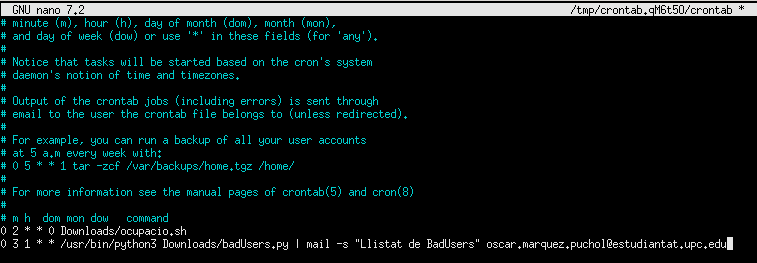 GNU nano 7.2 /tmp/crontab.qM6t5O/crontab *
# minute (m), hour (h), day of month (dom), month (mon),
# and day of week (dow) or use '*' in these fields (for 'any').
#
# Notice that tasks will be started based on the cron's system
# daemon's notion of time and timezones.
#
# Output of the crontab jobs (including errors) is sent through
# email to the user the crontab file belongs to (unless redirected).
#
# For example, you can run a backup of all your user accounts
# at 5 a.m every week with:
# 0 5 * * 1 tar -zcf /var/backups/home.tgz /home/
#
# For more information see the manual pages of crontab(5) and cron(8)
#
# m h  dom mon dow   command
0 2 * * 0 Downloads/ocupacio.sh
0 3 1 * * /usr/bin/python3 Downloads/badUsers.py | mail -s "Llistat de BadUsers" oscar.marquez.puchol@estudiantat.upc.edu